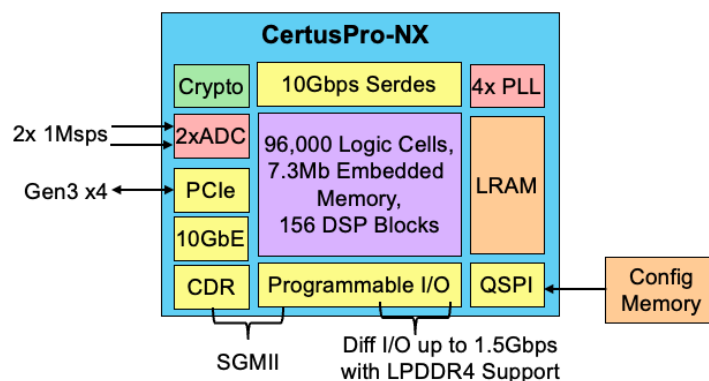 CertusPro-NX
Crypto
10Gbps Serdes
4x PLL
2x 1Msps
2xADC
96,000 Logic Cells,
7.3Mb Embedded
Memory,
156 DSP Blocks
LRAM
Gen3 x4
PCIe
10GbE
CDR
Programmable I/O
QSPI
Config
Memory
SGMII
Diff I/O up to 1.5Gbps
with LPDDR4 Support